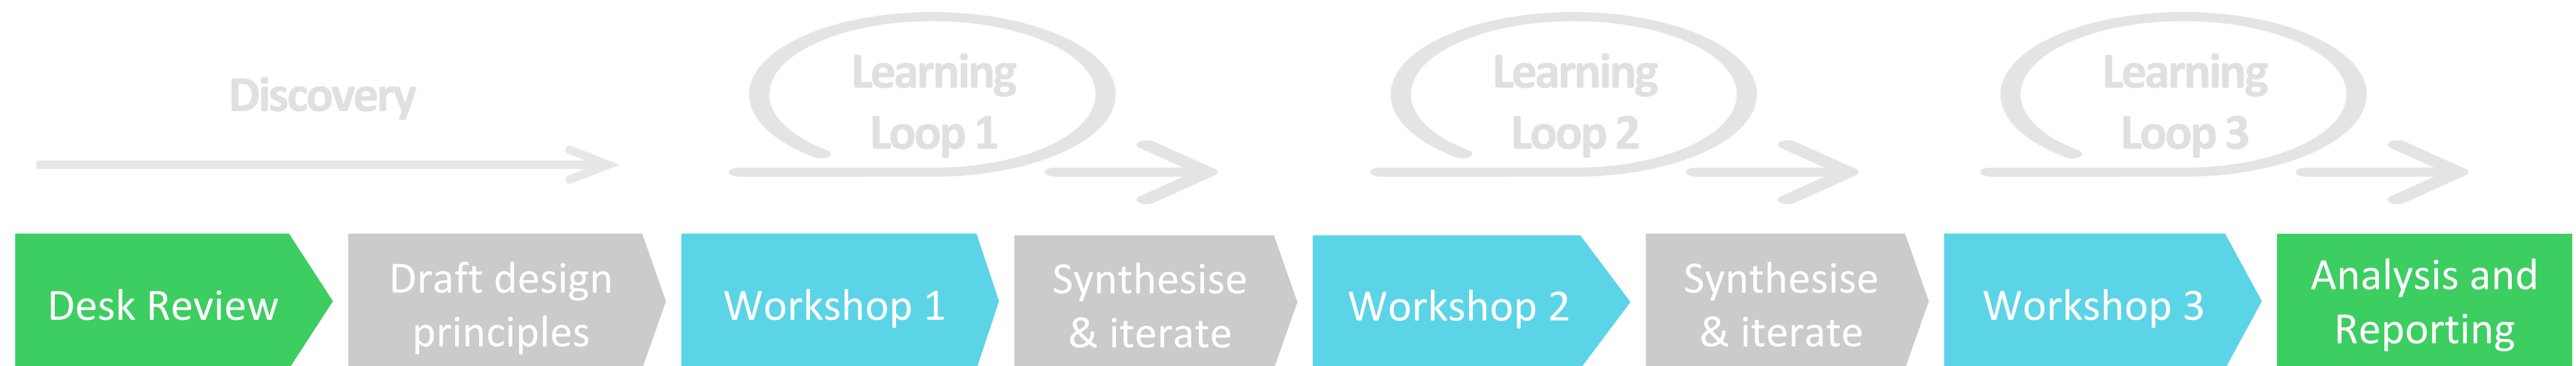 Discovery
Learning
Loop 1
Learning
Loop 2
Learning
Loop 3
Desk Review
Draft design
principles
Workshop 1
Synthesise
& iterate
Workshop 2
Synthesise
& iterate
Workshop 3
Analysis and
Reporting